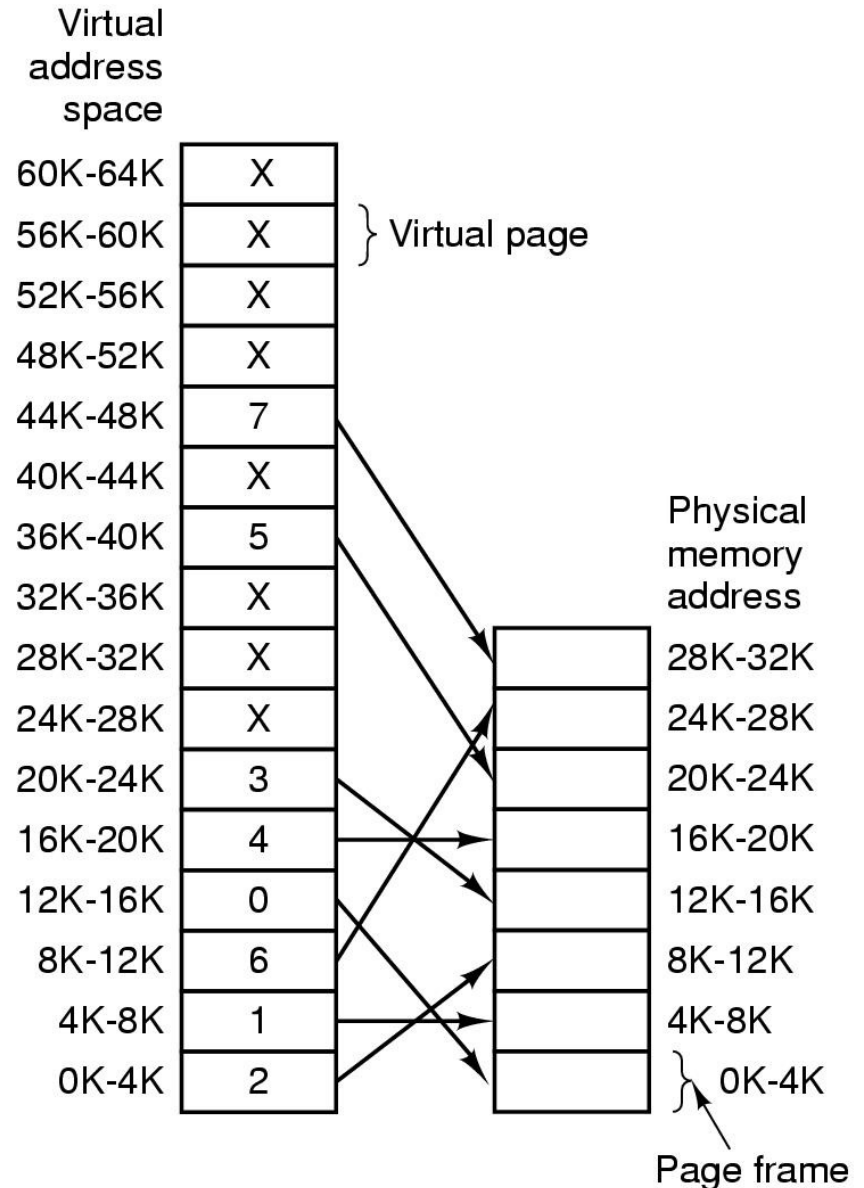 Virtual
address
space
60K-64K X
56K-60K X Virtual page
52K-56K X
48K-52K X
44K-48K 7
40K-44K X
36K-40K 5
32K-36K X
28K-32K X
24K-28K X
20K-24K 3
16K-20K 4
12K-16K 0
8K-12K 6
4K-8K 1
0K-4K 2
Physical
memory
address
28K-32K
24K-28K
20K-24K
16K-20K
12K-16K
8K-12K
4K-8K
0K-4K
Page frame